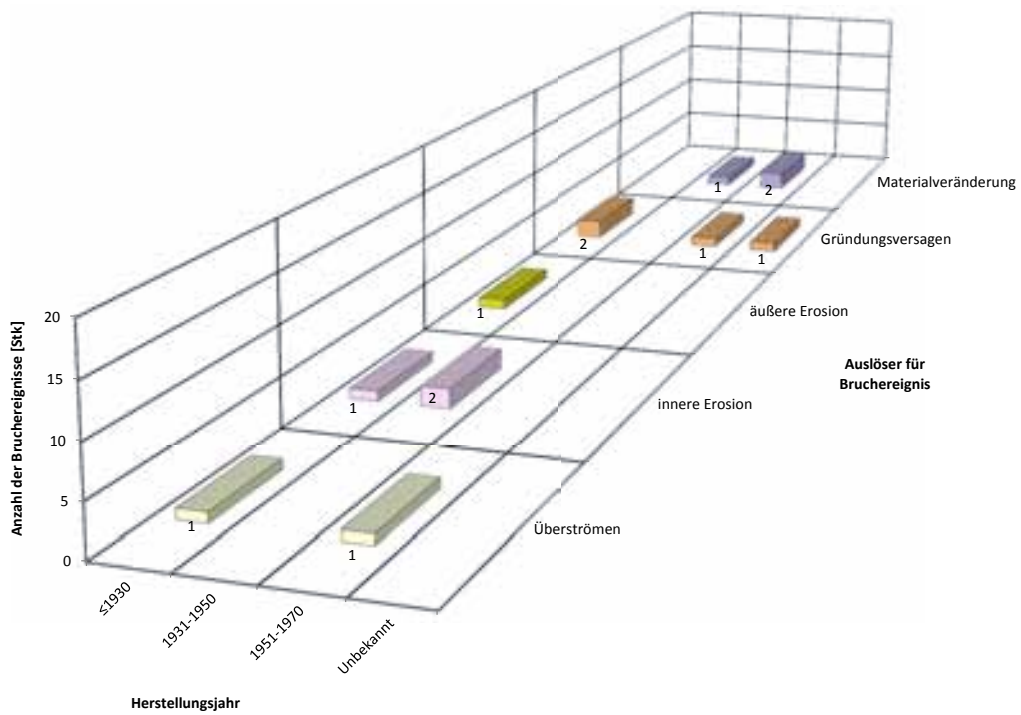 1
2
Materialveränderung
2
1
1
Gründungsversagen
1
äußere Erosion
20
15
10
5
0
Anzahl der Bruchereignisse [Stk]
Auslöser für
Bruchereignis
1
2
innere Erosion
1
1
Überströmen
≤1930
1931-1950
1951-1970
Unbekannt
Herstellungsjahr